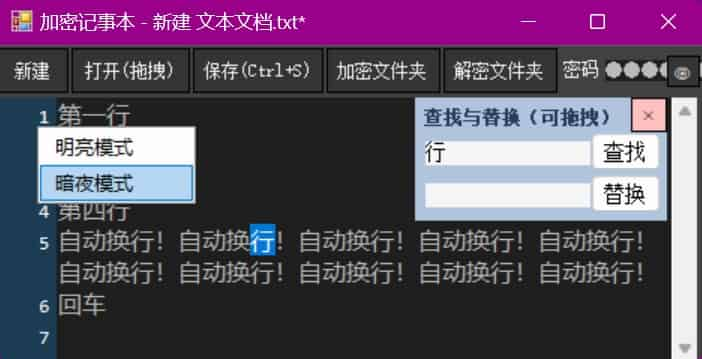 加密记事本 - 新建 文本文档.txt*
新建 打开(拖拽) 保存(Ctrl+S) 加密文件夹 解密文件夹 密码
查找与替换（可拖拽） ×
行 查找
替换
1 第一行
明亮模式
暗夜模式
4 第四行
5 自动换行！自动换行！自动换行！自动换行！自动换行！
自动换行！自动换行！自动换行！自动换行！自动换行！
6 回车
7